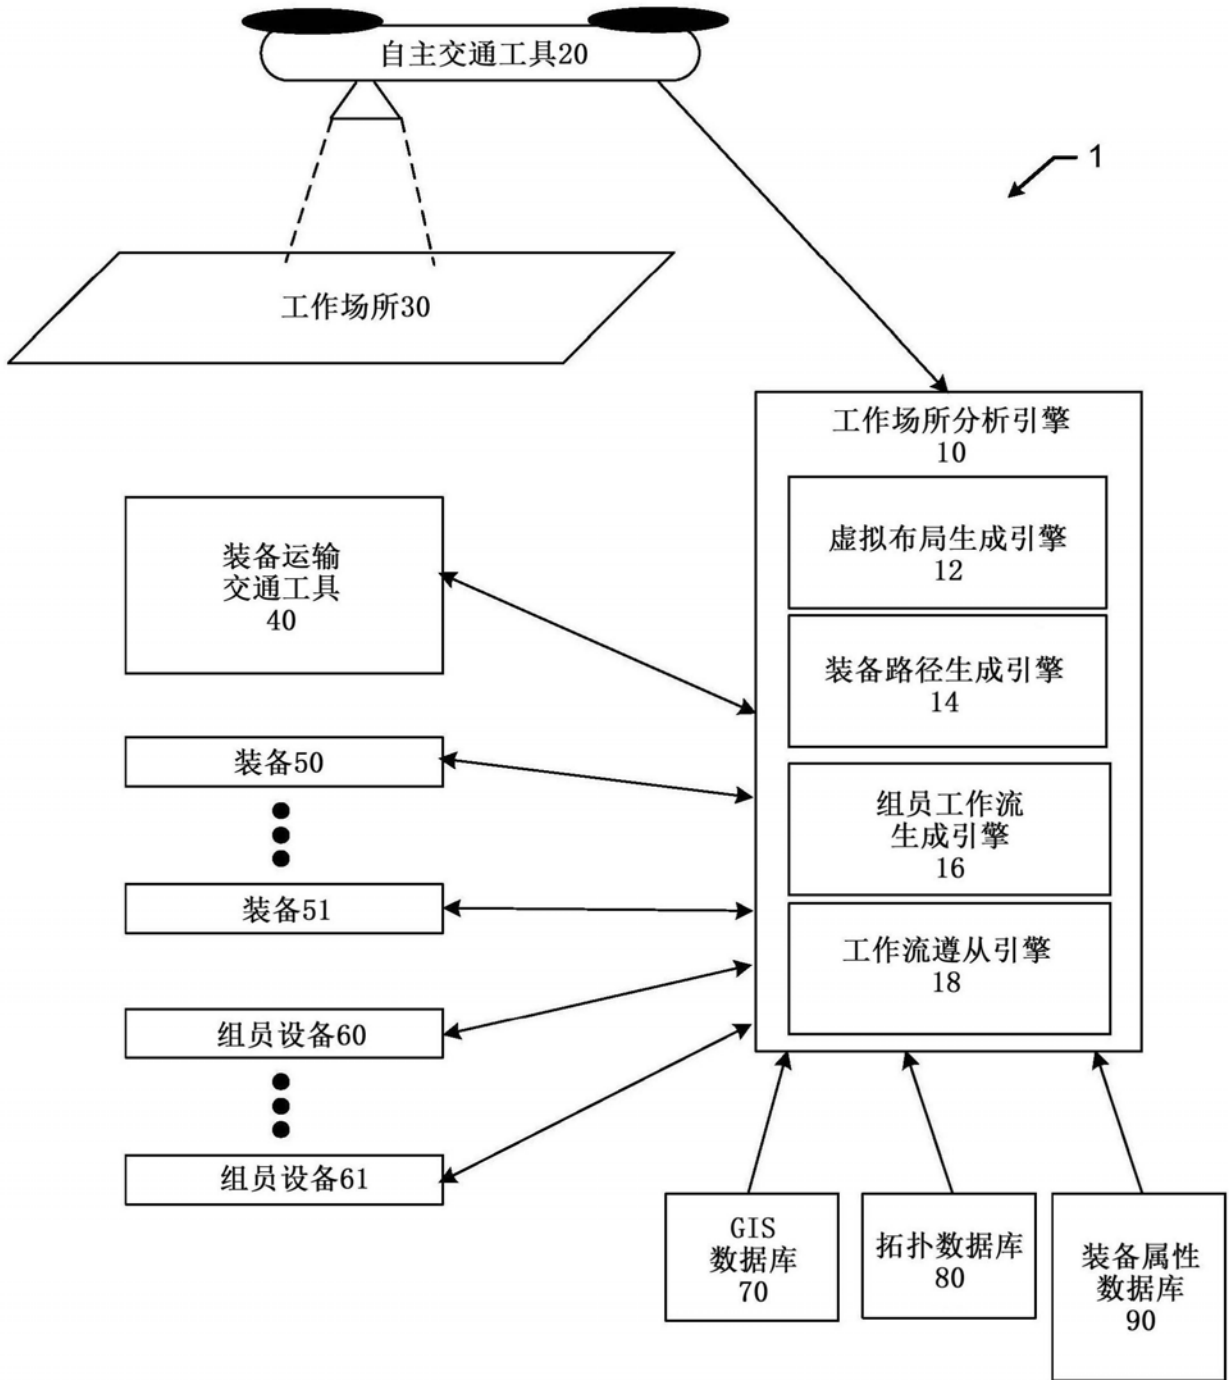 自主交通工具20
1
工作场所30
工作场所分析引擎
10
虚拟布局生成引擎
12
装备路径生成引擎
14
组员工作流
生成引擎
16
工作流遵从引擎
18
装备运输
交通工具
40
装备50
装备51
组员设备60
组员设备61
GIS
数据库
70
拓扑数据库
80
装备属性
数据库
90